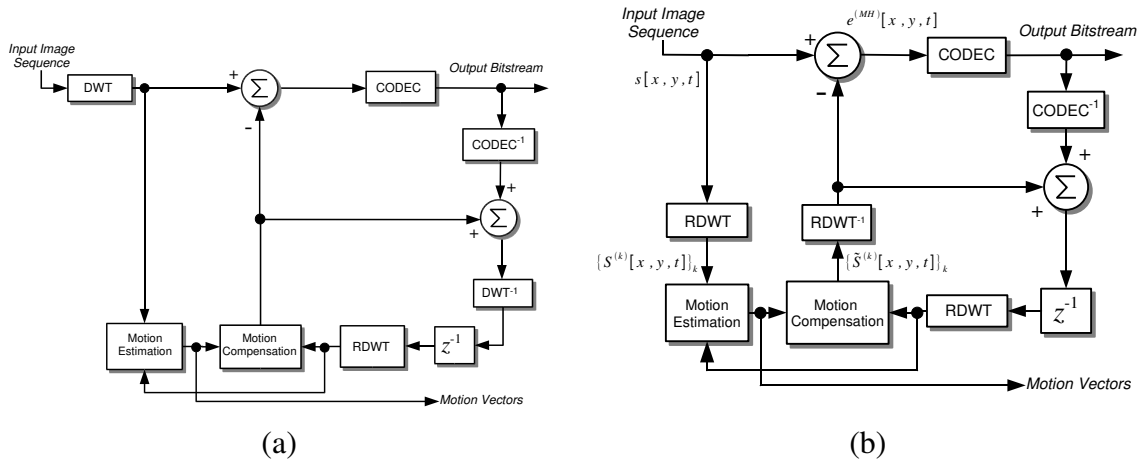 Input Image
Sequence
DWT
+
Σ
-
CODEC
Output Bitstream
CODEC⁻¹
+
Σ
+
DWT⁻¹
Motion
Estimation
Motion
Compensation
RDWT
z⁻¹
Motion Vectors
(a)
Input Image
Sequence
s[x, y, t]
+
Σ
-
e^(MH)[x, y, t]
CODEC
Output Bitstream
CODEC⁻¹
+
Σ
+
RDWT
RDWT⁻¹
{S^(k)[x, y, t]}_k
{S̃^(k)[x, y, t]}_k
Motion
Estimation
Motion
Compensation
RDWT
z⁻¹
Motion Vectors
(b)